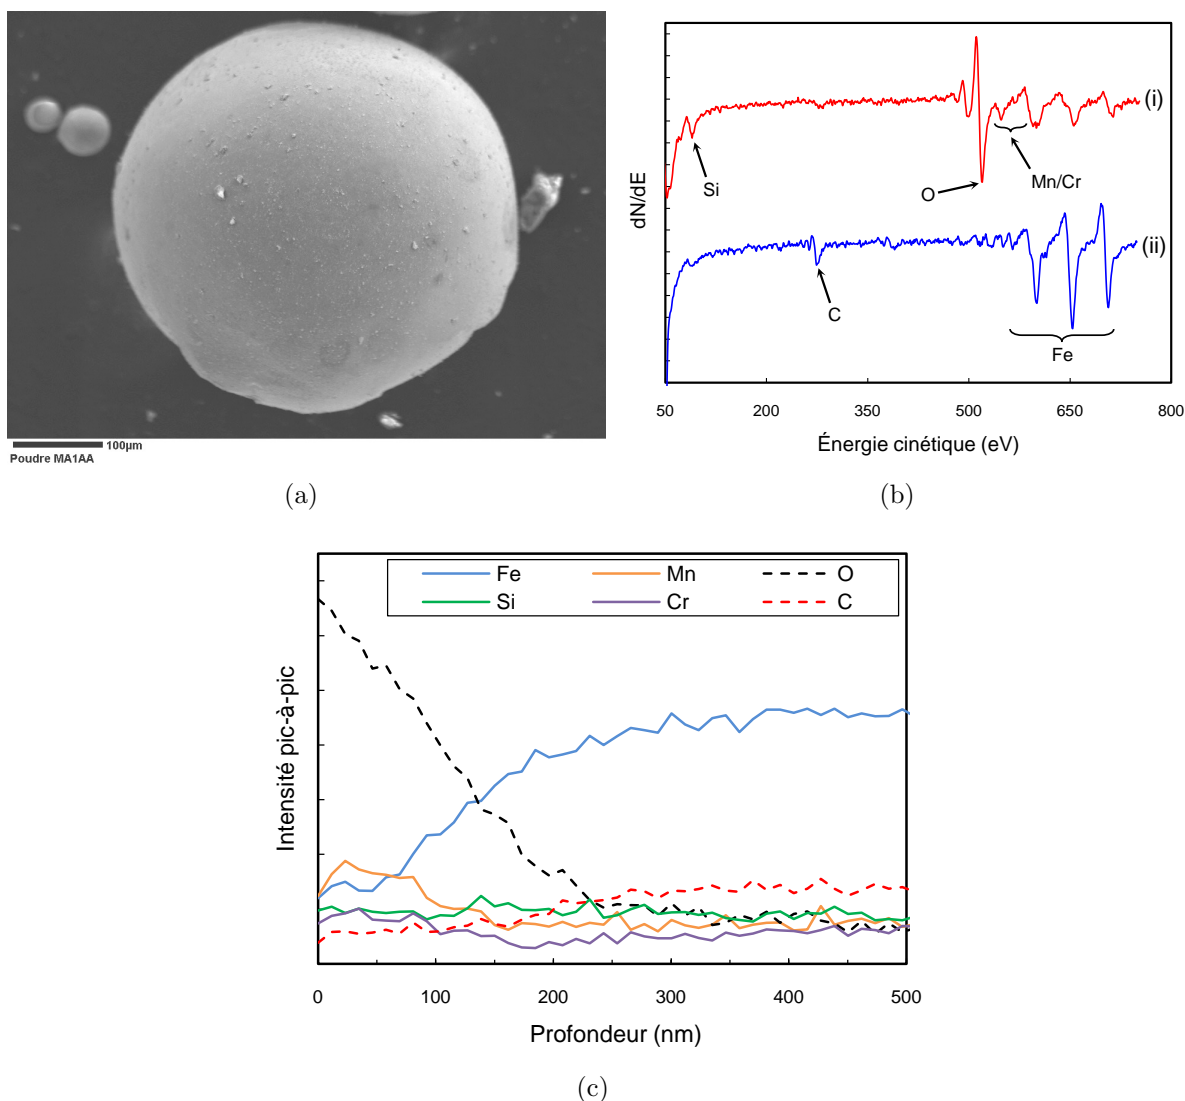 100µm
Poudre MA1AA
(a)
dN/dE
(i)
Si
O
Mn/Cr
(ii)
C
Fe
50 200 350 500 650 800
Énergie cinétique (eV)
(b)
Fe Mn O
Si Cr C
Intensité pic-à-pic
0 100 200 300 400 500
Profondeur (nm)
(c)